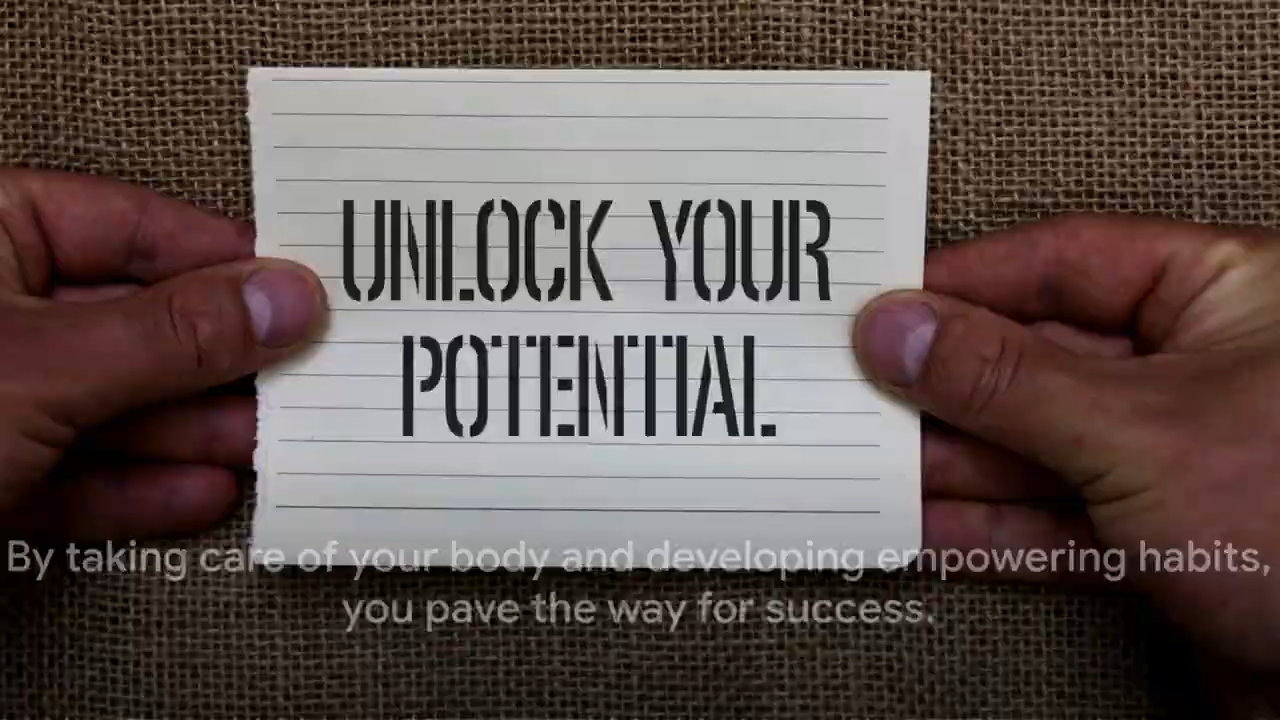 UNLOCK YOUR
POTENTIAL
By taking care of your body and developing empowering habits,
you pave the way for success.